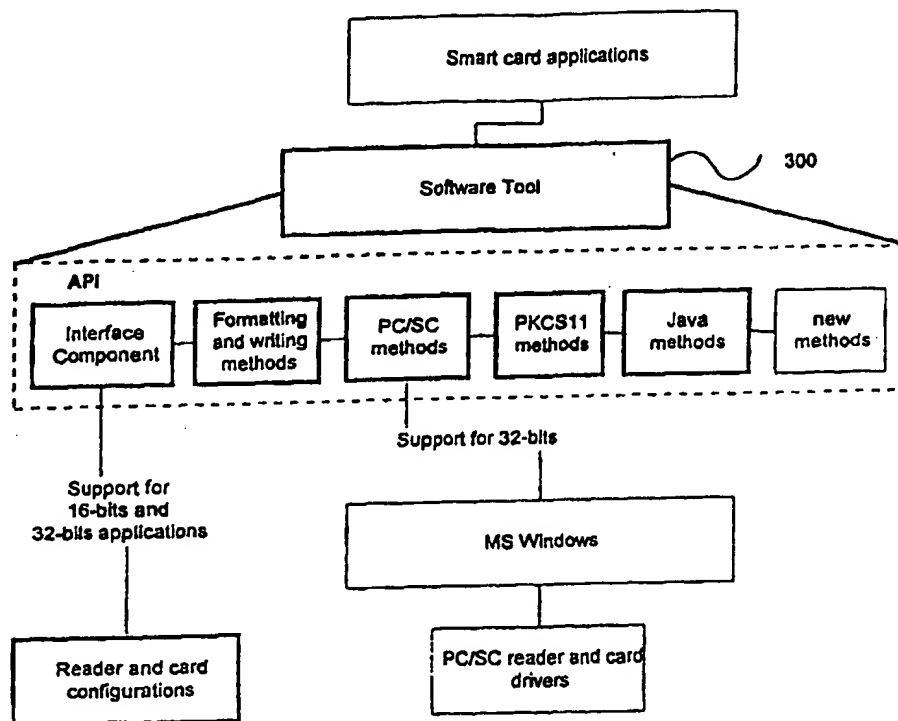 Smart card applications
300
Software Tool
API
Interface
Component
Formatting
and writing
methods
PC/SC
methods
PKCS11
methods
Java
methods
new
methods
Support for 32-bits
Support for
16-bits and
32-bits applications
MS Windows
Reader and card
configurations
PC/SC reader and card
drivers